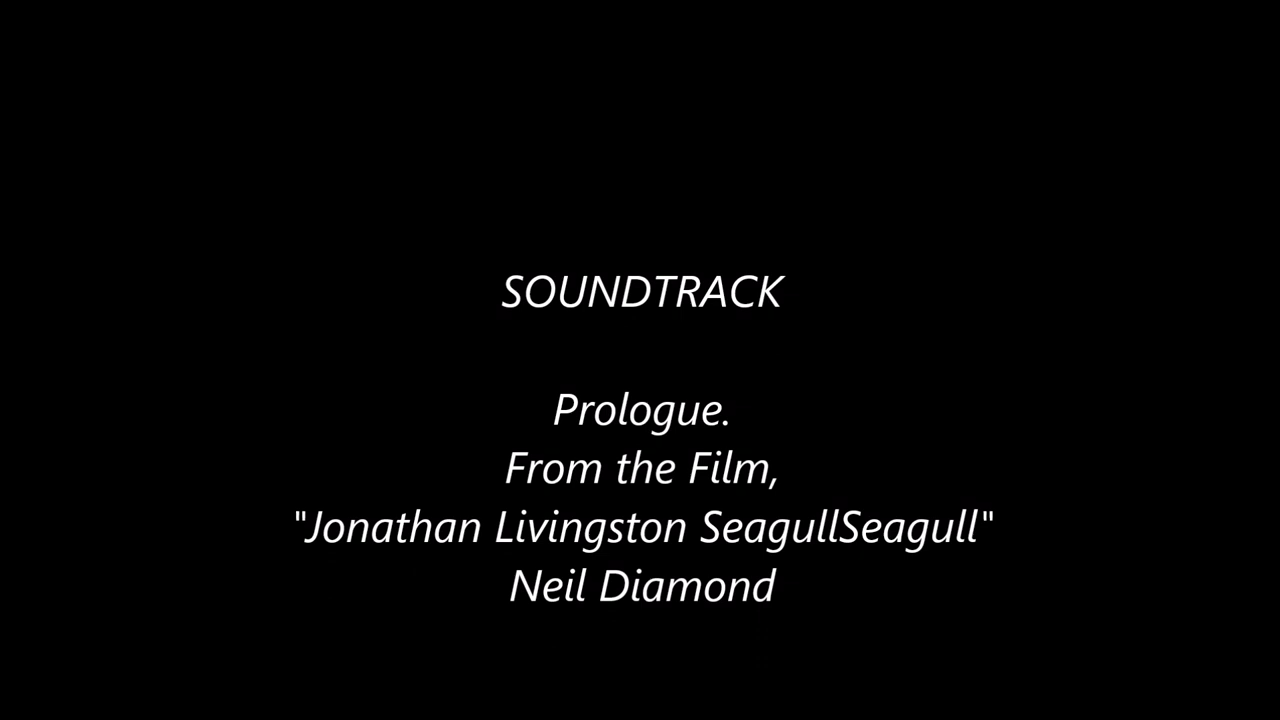 SOUNDTRACK
Prologue.
From the Film,
"Jonathan Livingston SeagullSeagull"
Neil Diamond